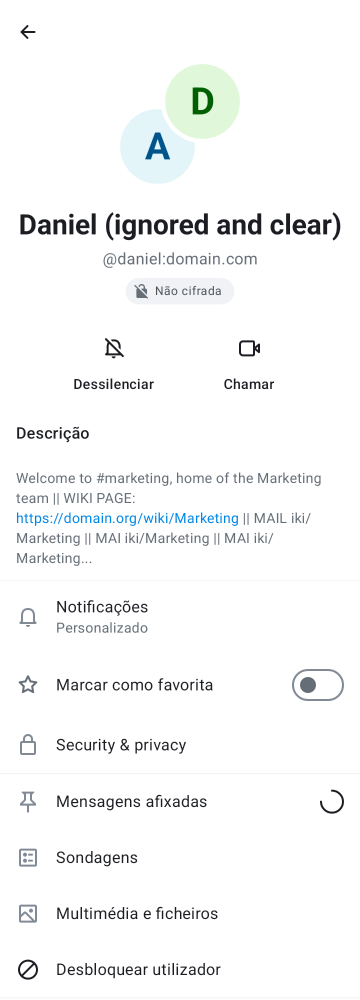 D
A
Daniel (ignored and clear)
@daniel:domain.com
Não cifrada
Dessilenciar
Chamar
Descrição
Welcome to #marketing, home of the Marketing
team || WIKI PAGE:
https://domain.org/wiki/Marketing || MAIL iki/
Marketing || MAI iki/Marketing || MAI iki/
Marketing...
Notificações
Personalizado
Marcar como favorita
Security & privacy
Mensagens afixadas
Sondagens
Multimédia e ficheiros
Desbloquear utilizador